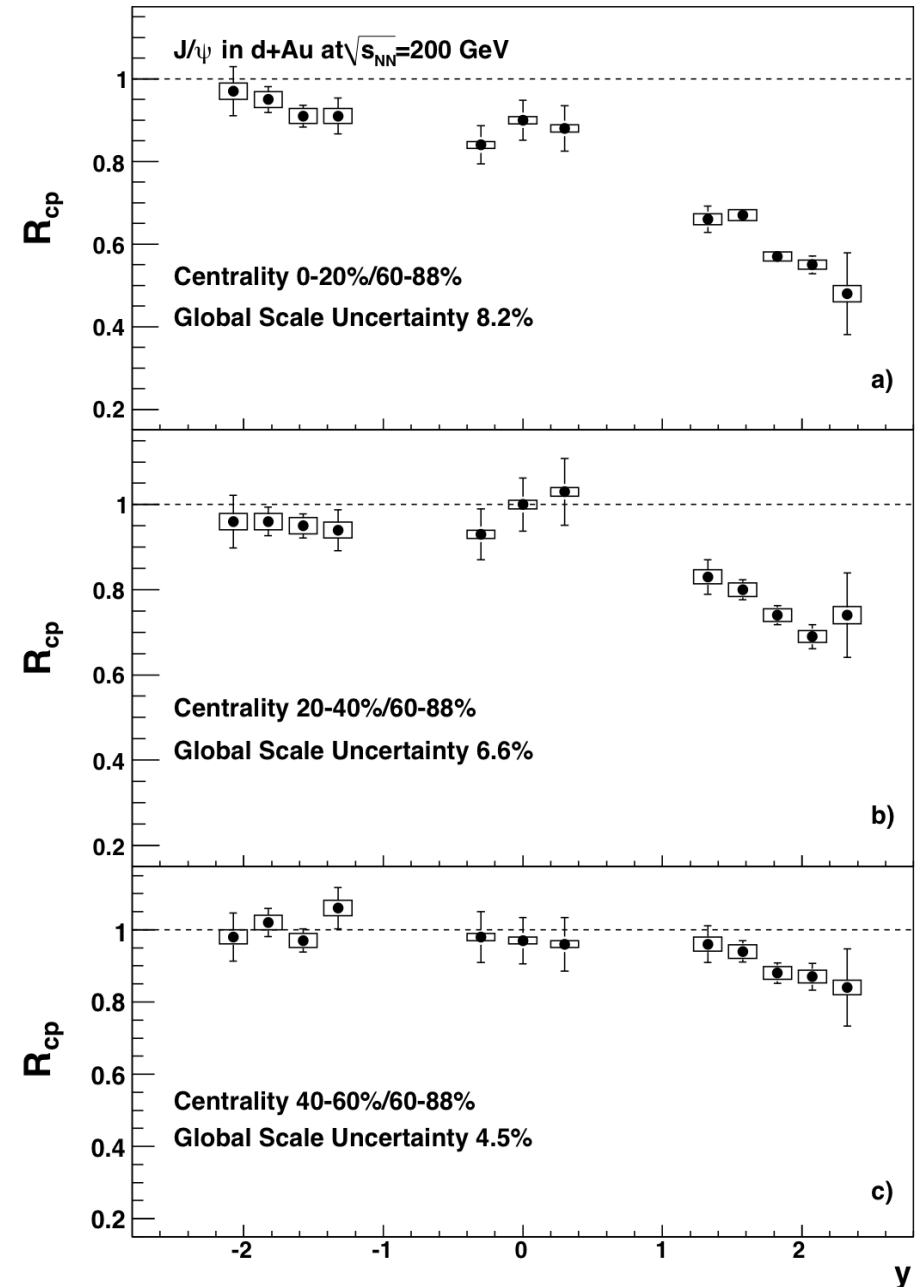 J/ψ in d+Au at √s_NN=200 GeV
1
0.8
R_cp
0.6
Centrality 0-20%/60-88%
Global Scale Uncertainty 8.2%
0.4
a)
0.2
1
0.8
R_cp
0.6
Centrality 20-40%/60-88%
Global Scale Uncertainty 6.6%
0.4
b)
0.2
1
0.8
R_cp
0.6
Centrality 40-60%/60-88%
Global Scale Uncertainty 4.5%
0.4
c)
0.2
-2 -1 0 1 2
y